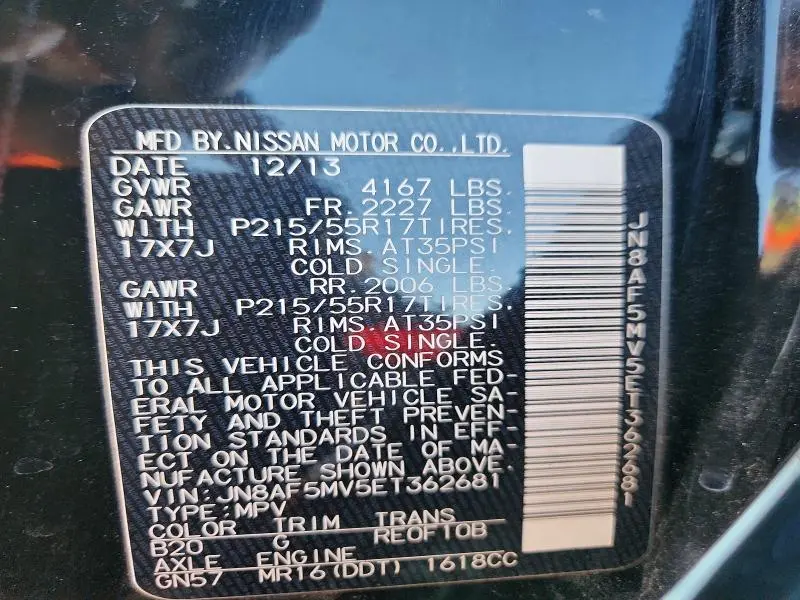 MFD BY.NISSAN MOTOR CO.,LTD.
DATE 12/13
GVWR 4167 LBS.
GAWR FR.2227 LBS.
WITH P215/55R17TIRES.
17X7J RIMS.AT35PSI
COLD SINGLE.
GAWR RR.2006 LBS.
WITH P215/55R17TIRES.
17X7J RIMS.AT35PSI
COLD SINGLE.
THIS VEHICLE CONFORMS
TO ALL APPLICABLE FED-
ERAL MOTOR VEHICLE SA-
FETY AND THEFT PREVEN-
TION STANDARDS IN EFF-
ECT ON THE DATE OF MA-
NUFACTURE SHOWN ABOVE.
VIN:JN8AF5MV5ET362681
TYPE:MPV
COLOR TRIM TRANS
B20 G RE0F10B
AXLE ENGINE
GN57 MR16(DDT) 1618CC
JN8AF5MV5ET362681